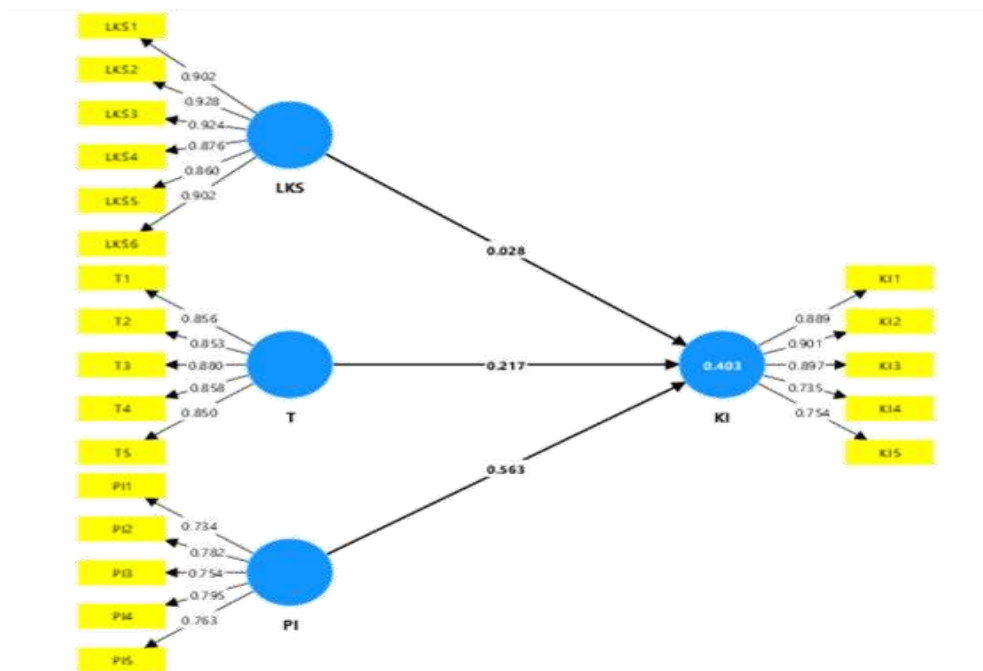 LKS1
0.902
LKS2
0.928
LKS3
0.924
LKS4
0.876
LKS5
0.860
LKS6
0.902
LKS
0.028
T1
0.856
T2
0.853
T3
0.880
T4
0.858
T5
0.850
T
0.217
PI1
0.734
PI2
0.782
PI3
0.754
PI4
0.795
PI5
0.763
PI
0.563
0.403
KI
KI1
0.889
KI2
0.901
KI3
0.897
KI4
0.735
KI5
0.754